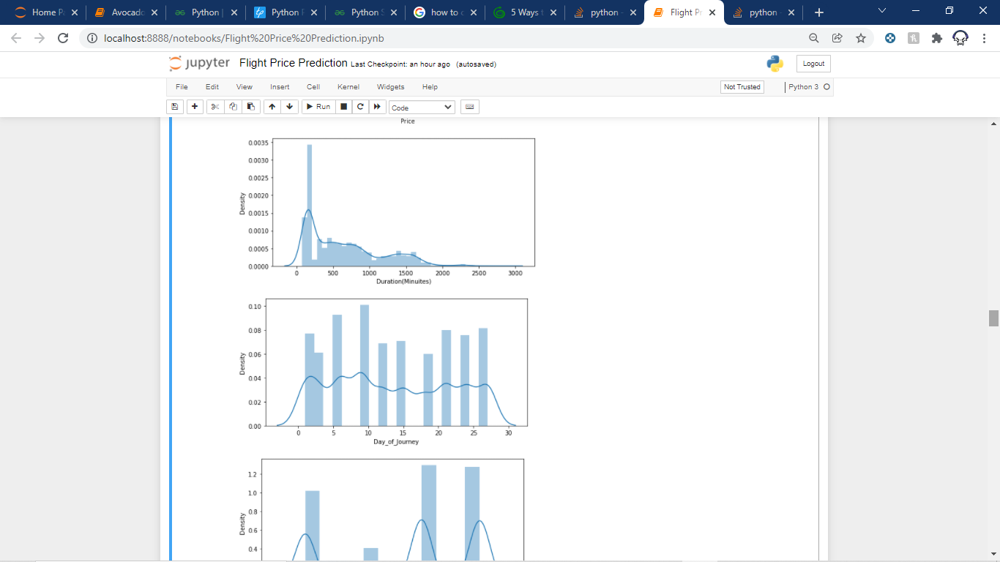 Home Pa Avocado Python | Python F Python S how to c 5 Ways t python - Flight Pr python -
localhost:8888/notebooks/Flight%20Price%20Prediction.ipynb
jupyter Flight Price Prediction Last Checkpoint: an hour ago (autosaved) Logout
File Edit View Insert Cell Kernel Widgets Help Not Trusted Python 3
Run Code
Price
0.0035
0.0030
0.0025
0.0020
0.0015
0.0010
0.0005
0.0000
Density
0 500 1000 1500 2000 2500 3000
Duration(Minuites)
0.10
0.08
0.06
0.04
0.02
0.00
Density
0 5 10 15 20 25 30
Day_of_Journey
1.2
1.0
0.8
0.6
0.4
Density